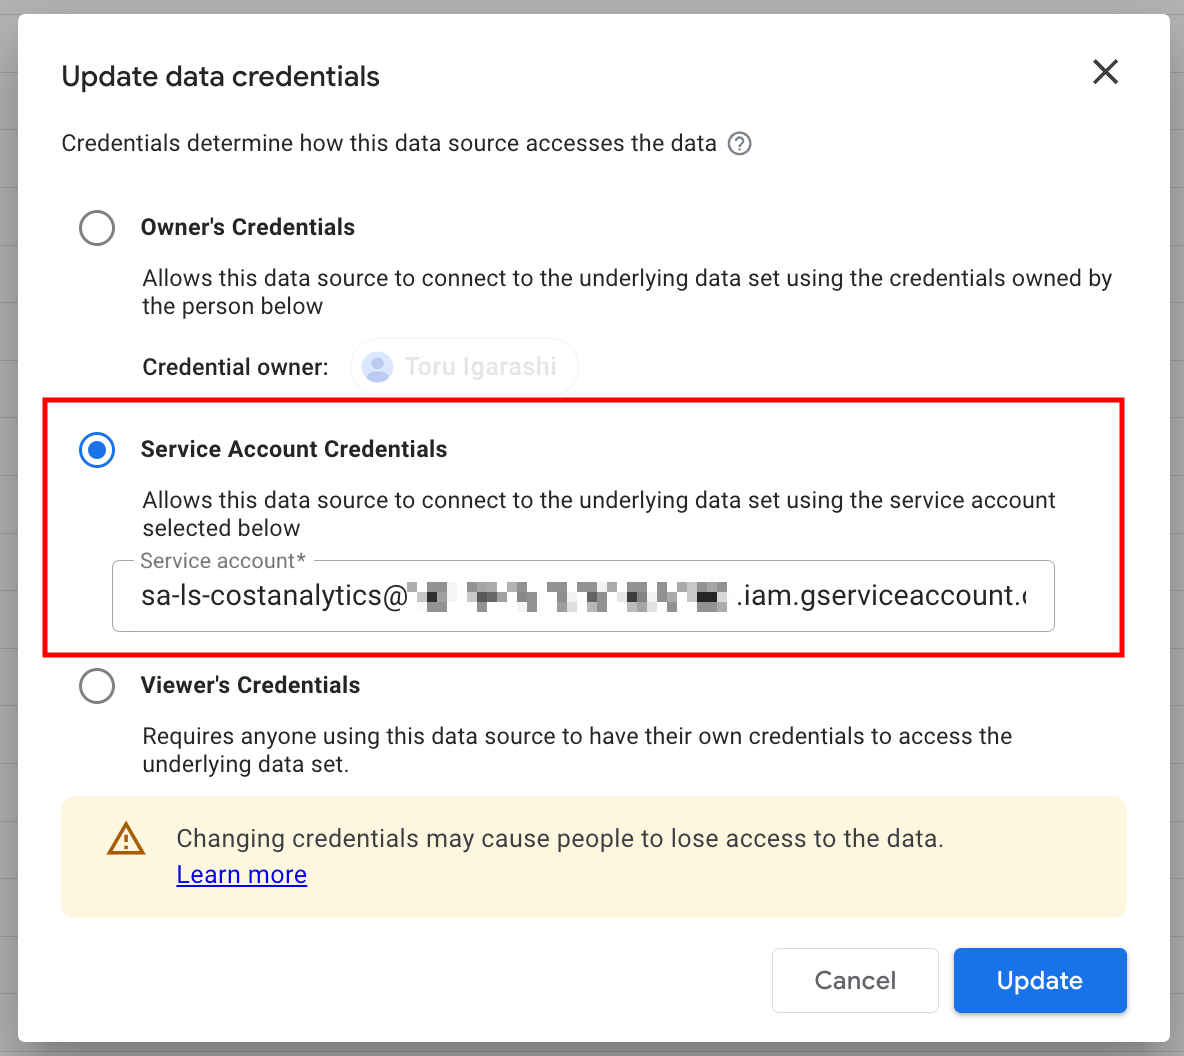 Update data credentials
Credentials determine how this data source accesses the data
Owner's Credentials
Allows this data source to connect to the underlying data set using the credentials owned by
the person below
Credential owner: Toru Igarashi
Service Account Credentials
Allows this data source to connect to the underlying data set using the service account
selected below
Service account*
sa-ls-costanalytics@ .iam.gserviceaccount.
Viewer's Credentials
Requires anyone using this data source to have their own credentials to access the
underlying data set.
Changing credentials may cause people to lose access to the data.
Learn more
Cancel Update